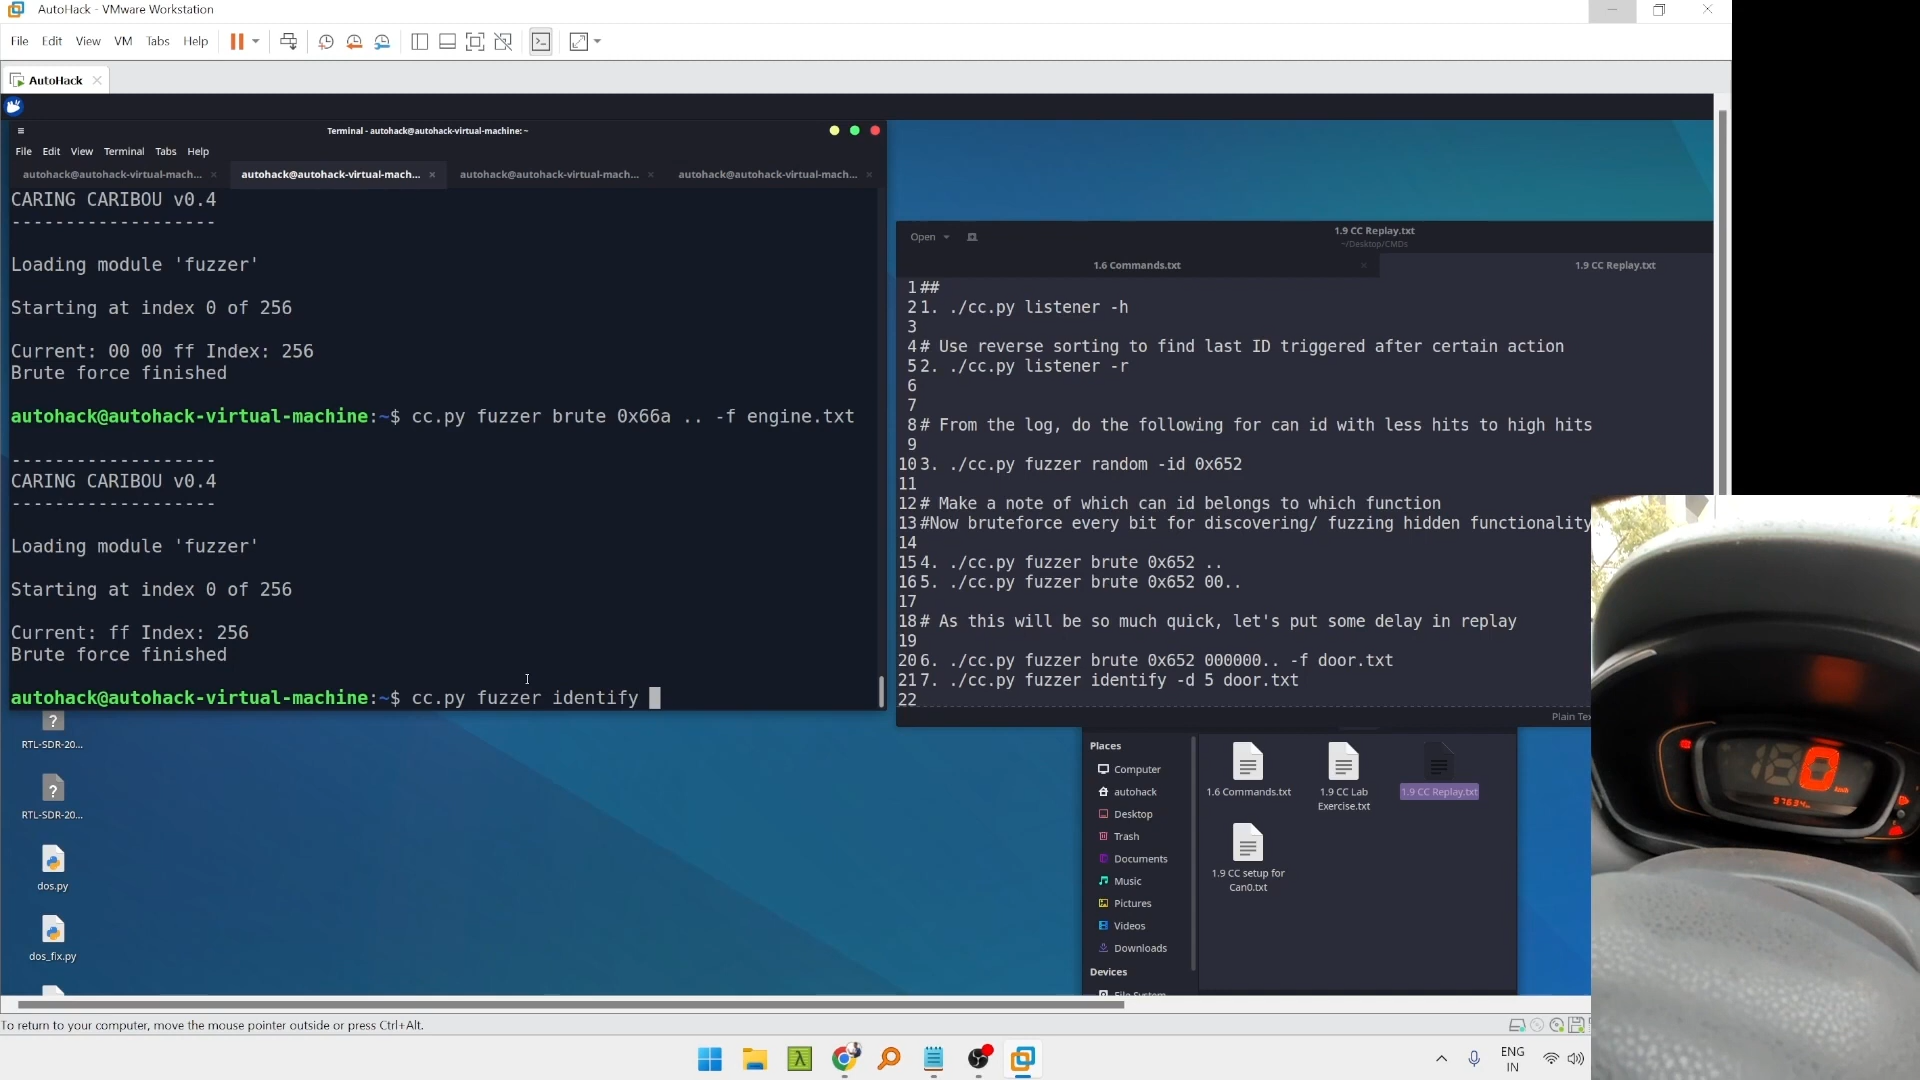 AutoHack - VMware Workstation
File Edit View VM Tabs Help
AutoHack
Terminal - autohack@autohack-virtual-machine: ~
File Edit View Terminal Tabs Help
autohack@autohack-virtual-mach... autohack@autohack-virtual-mach... autohack@autohack-virtual-mach... autohack@autohack-virtual-mach...
CARING CARIBOU v0.4
-------------------
Loading module 'fuzzer'
Starting at index 0 of 256
Current: 00 00 ff Index: 256
Brute force finished
autohack@autohack-virtual-machine:~$ cc.py fuzzer brute 0x66a .. -f engine.txt
-------------------
CARING CARIBOU v0.4
-------------------
Loading module 'fuzzer'
Starting at index 0 of 256
Current: ff Index: 256
Brute force finished
autohack@autohack-virtual-machine:~$ cc.py fuzzer identify
Open
1.9 CC Replay.txt
~/Desktop/CMDs
1.6 Commands.txt 1.9 CC Replay.txt
1 ##
2 1. ./cc.py listener -h
3
4 # Use reverse sorting to find last ID triggered after certain action
5 2. ./cc.py listener -r
6
7
8 # From the log, do the following for can id with less hits to high hits
9
10 3. ./cc.py fuzzer random -id 0x652
11
12 # Make a note of which can id belongs to which function
13 #Now bruteforce every bit for discovering/ fuzzing hidden functionality
14
15 4. ./cc.py fuzzer brute 0x652 ..
16 5. ./cc.py fuzzer brute 0x652 00..
17
18 # As this will be so much quick, let's put some delay in replay
19
20 6. ./cc.py fuzzer brute 0x652 000000.. -f door.txt
21 7. ./cc.py fuzzer identify -d 5 door.txt
22
Plain Tex
RTL-SDR-20...
RTL-SDR-20...
dos.py
dos_fix.py
Places
Computer
autohack
Desktop
Trash
Documents
Music
Pictures
Videos
Downloads
Devices
File System
1.6 Commands.txt
1.9 CC Lab
Exercise.txt
1.9 CC Replay.txt
1.9 CC setup for
Can0.txt
0
km/h
To return to your computer, move the mouse pointer outside or press Ctrl+Alt.
ENG
IN